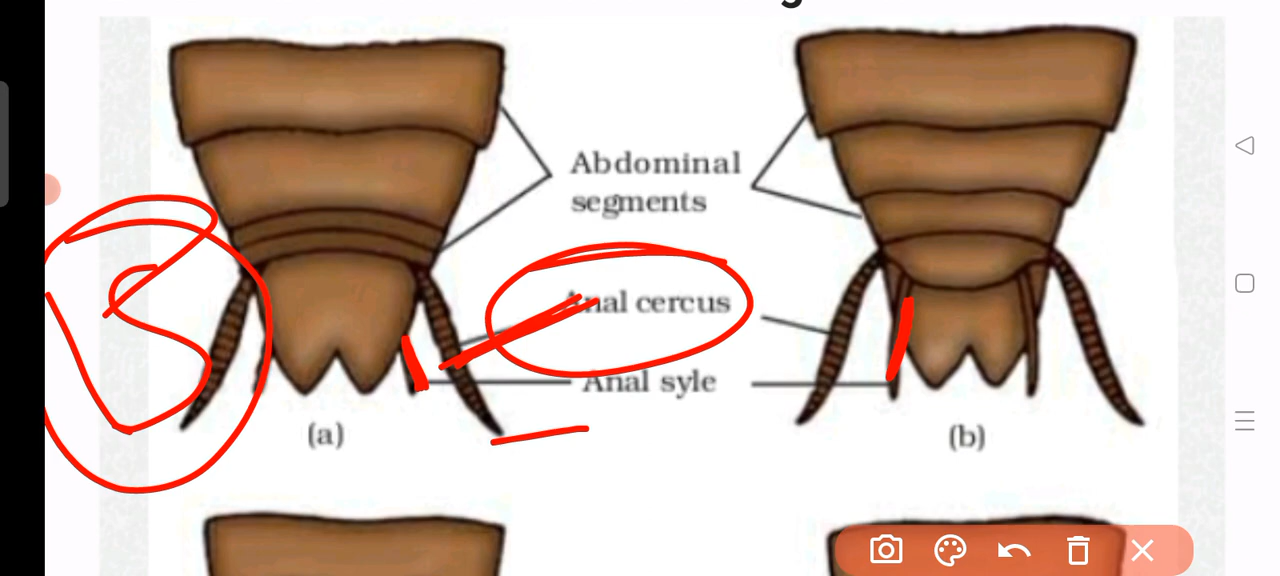 Abdominal
segments
Anal cercus
Anal syle
(a)
(b)